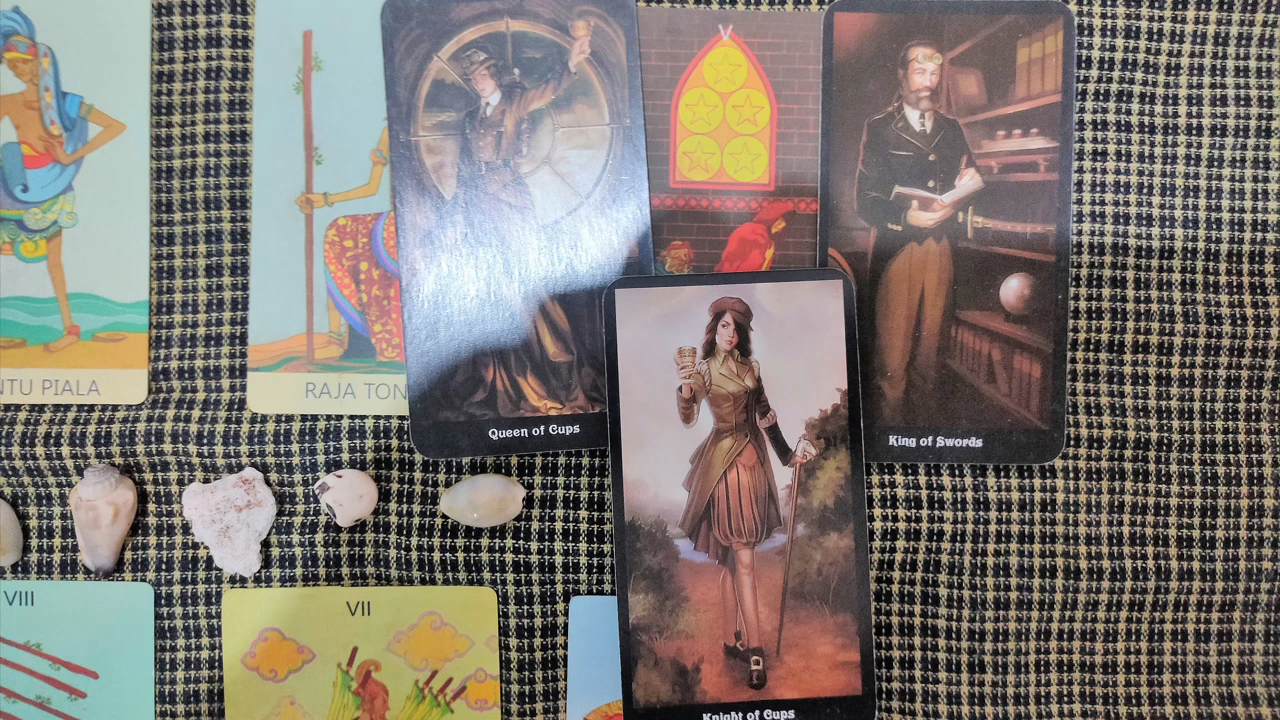 NTU PIALA
RAJA TON
Queen of Cups
King of Swords
VIII
VII
Knight of Cups